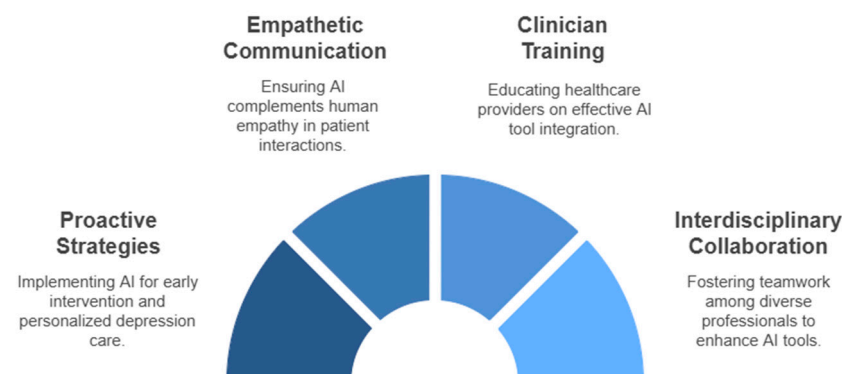 Empathetic
Communication
Ensuring AI
complements human
empathy in patient
interactions.
Clinician
Training
Educating healthcare
providers on effective AI
tool integration.
Proactive
Strategies
Implementing AI for early
intervention and
personalized depression
care.
Interdisciplinary
Collaboration
Fostering teamwork
among diverse
professionals to
enhance AI tools.